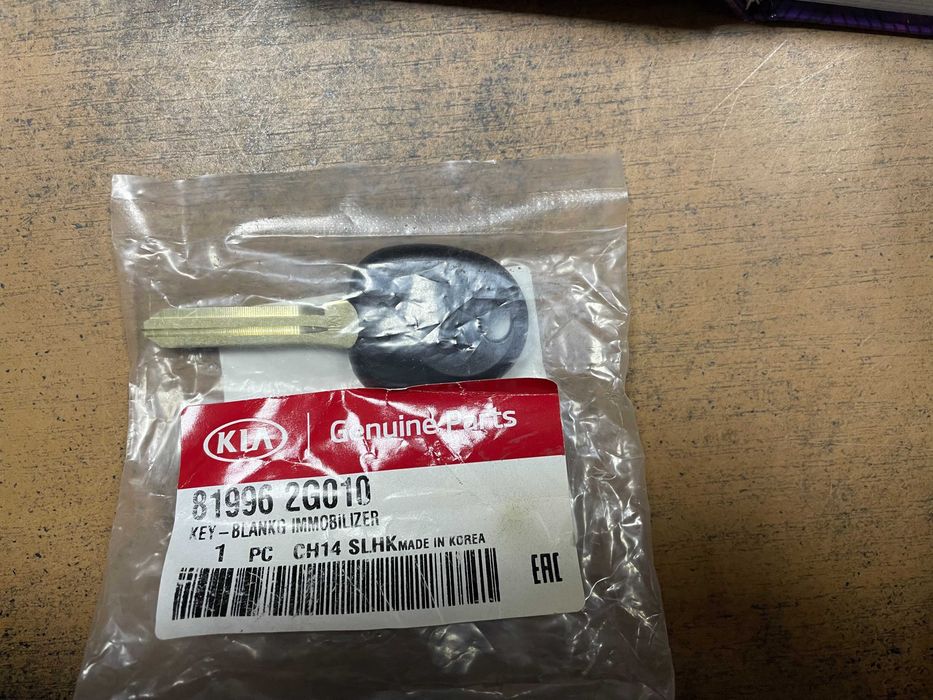 KIA Genuine Parts
81996 2G010
KEY-BLANKG IMMOBILIZER
1 PC CH14 SLHK MADE IN KOREA
EAC